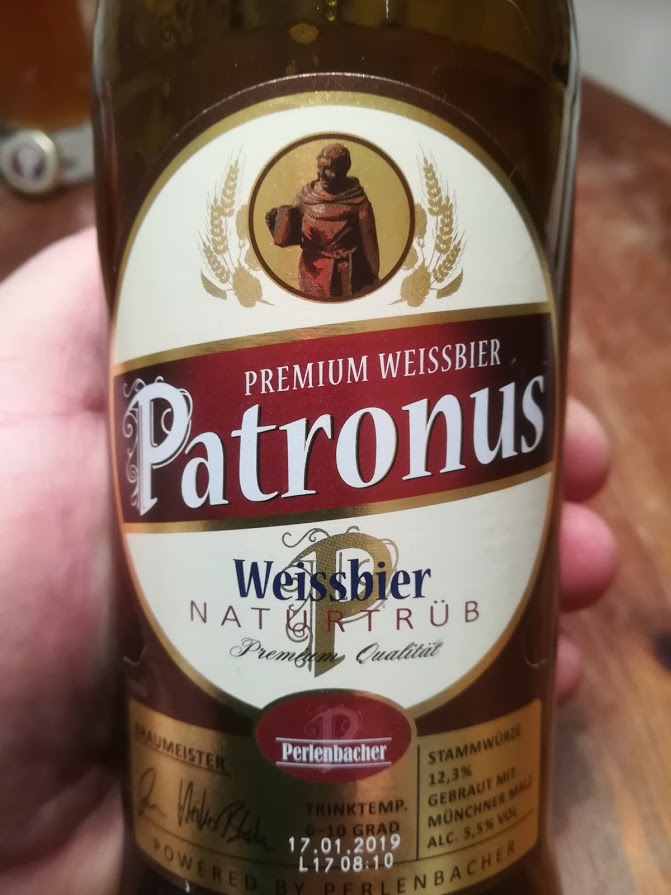 PREMIUM WEISSBIER
Patronus
Weissbier
NATURTRÜB
Premium Qualität
Perlenbacher
BRAUMEISTER
TRINKTEMP.
6-10 GRAD
STAMMWÜRZE
12,3%
GEBRAUT MIT
MÜNCHNER MALZ
ALC. 5,5% VOL
17.01.2019
L17 08:10
POWERED BY PERLENBACHER